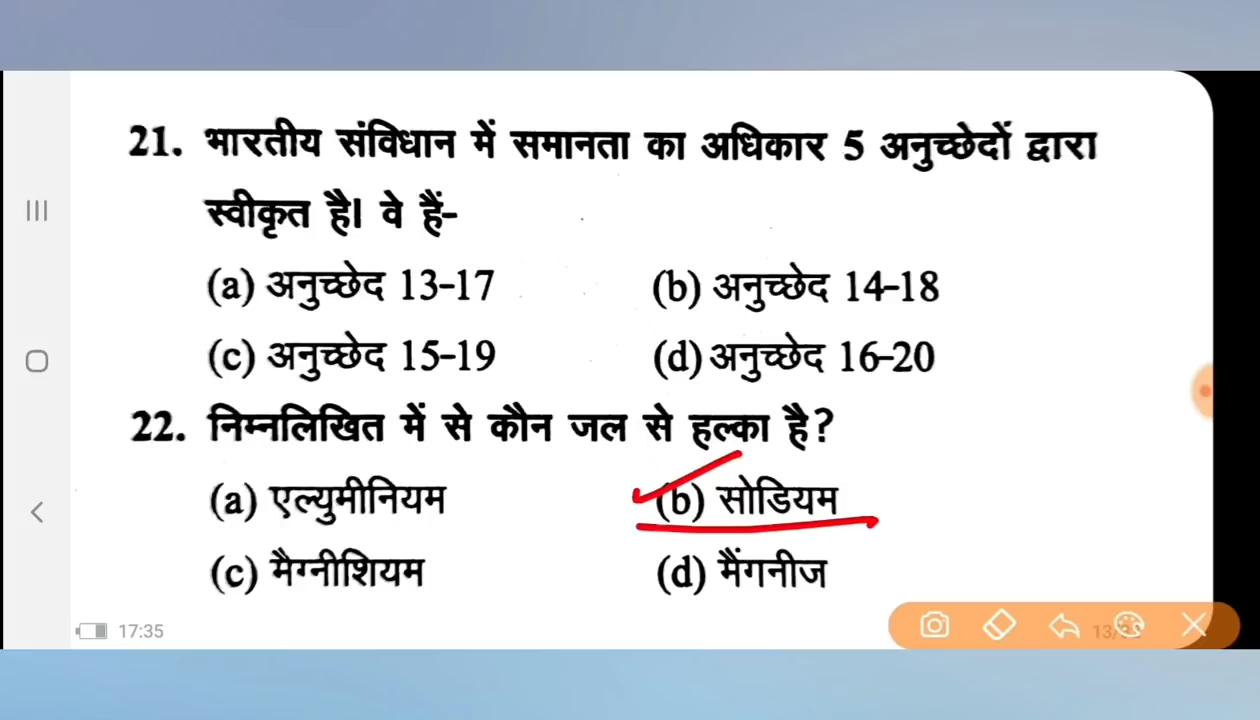 21. भारतीय संविधान में समानता का अधिकार 5 अनुच्छेदों द्वारा
स्वीकृत है। वे हैं-
(a) अनुच्छेद 13-17 (b) अनुच्छेद 14-18
(c) अनुच्छेद 15-19 (d) अनुच्छेद 16-20
22. निम्नलिखित में से कौन जल से हल्का है?
(a) एल्युमीनियम (b) सोडियम
(c) मैग्नीशियम (d) मैंगनीज
17:35